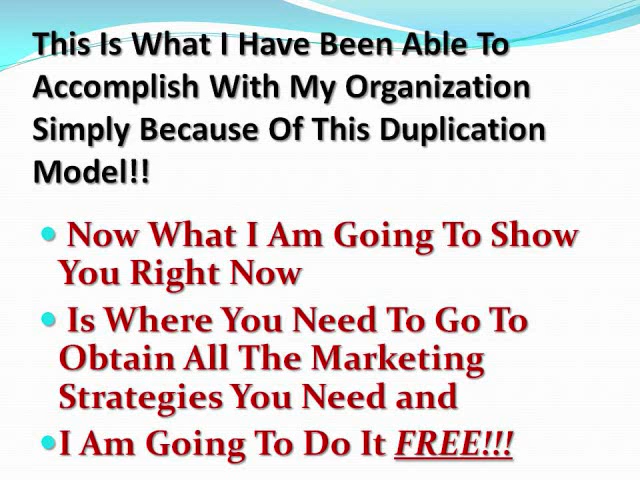 This Is What I Have Been Able To
Accomplish With My Organization
Simply Because Of This Duplication
Model!!
• Now What I Am Going To Show
You Right Now
• Is Where You Need To Go To
Obtain All The Marketing
Strategies You Need and
•I Am Going To Do It FREE!!!